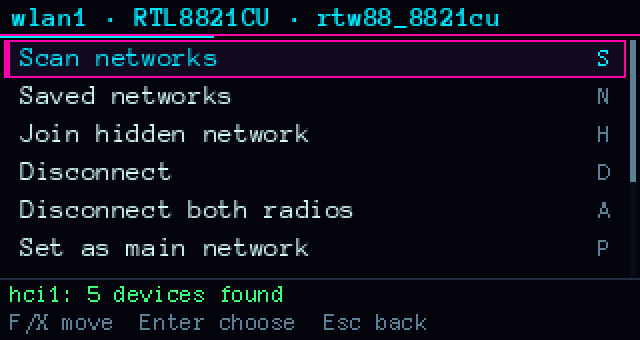 wlan1 · RTL8821CU · rtw88_8821cu
Scan networks S
Saved networks N
Join hidden network H
Disconnect D
Disconnect both radios A
Set as main network P
hci1: 5 devices found
F/X move  Enter choose  Esc back